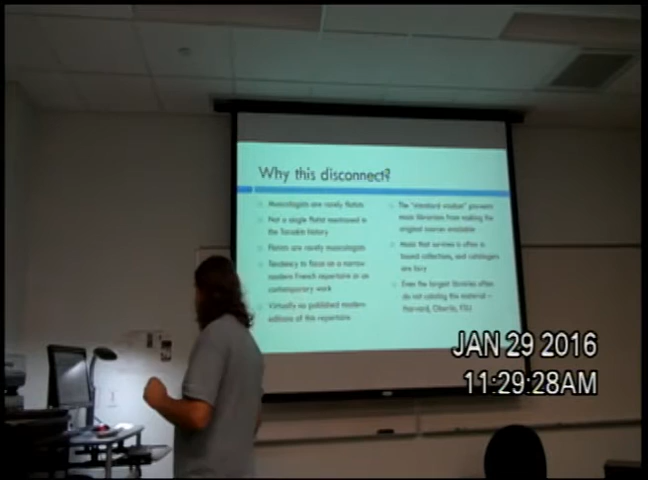 Why this disconnect?
Musicologists are rarely flutists
Not a single flutist mentioned in
the Taruskin history
Flutists are rarely musicologists
Tendency to focus on a narrow
modern French repertoire or on
contemporary work
Virtually no published modern
editions of this repertoire
The "standard wisdom" prevents
music librarians from making the
original sources available
Music that survives is often in
bound collections, and catalogers
are busy
Even the largest libraries often
do not catalog this material –
Harvard, Oberlin, FSU
JAN 29 2016
11:29:28AM